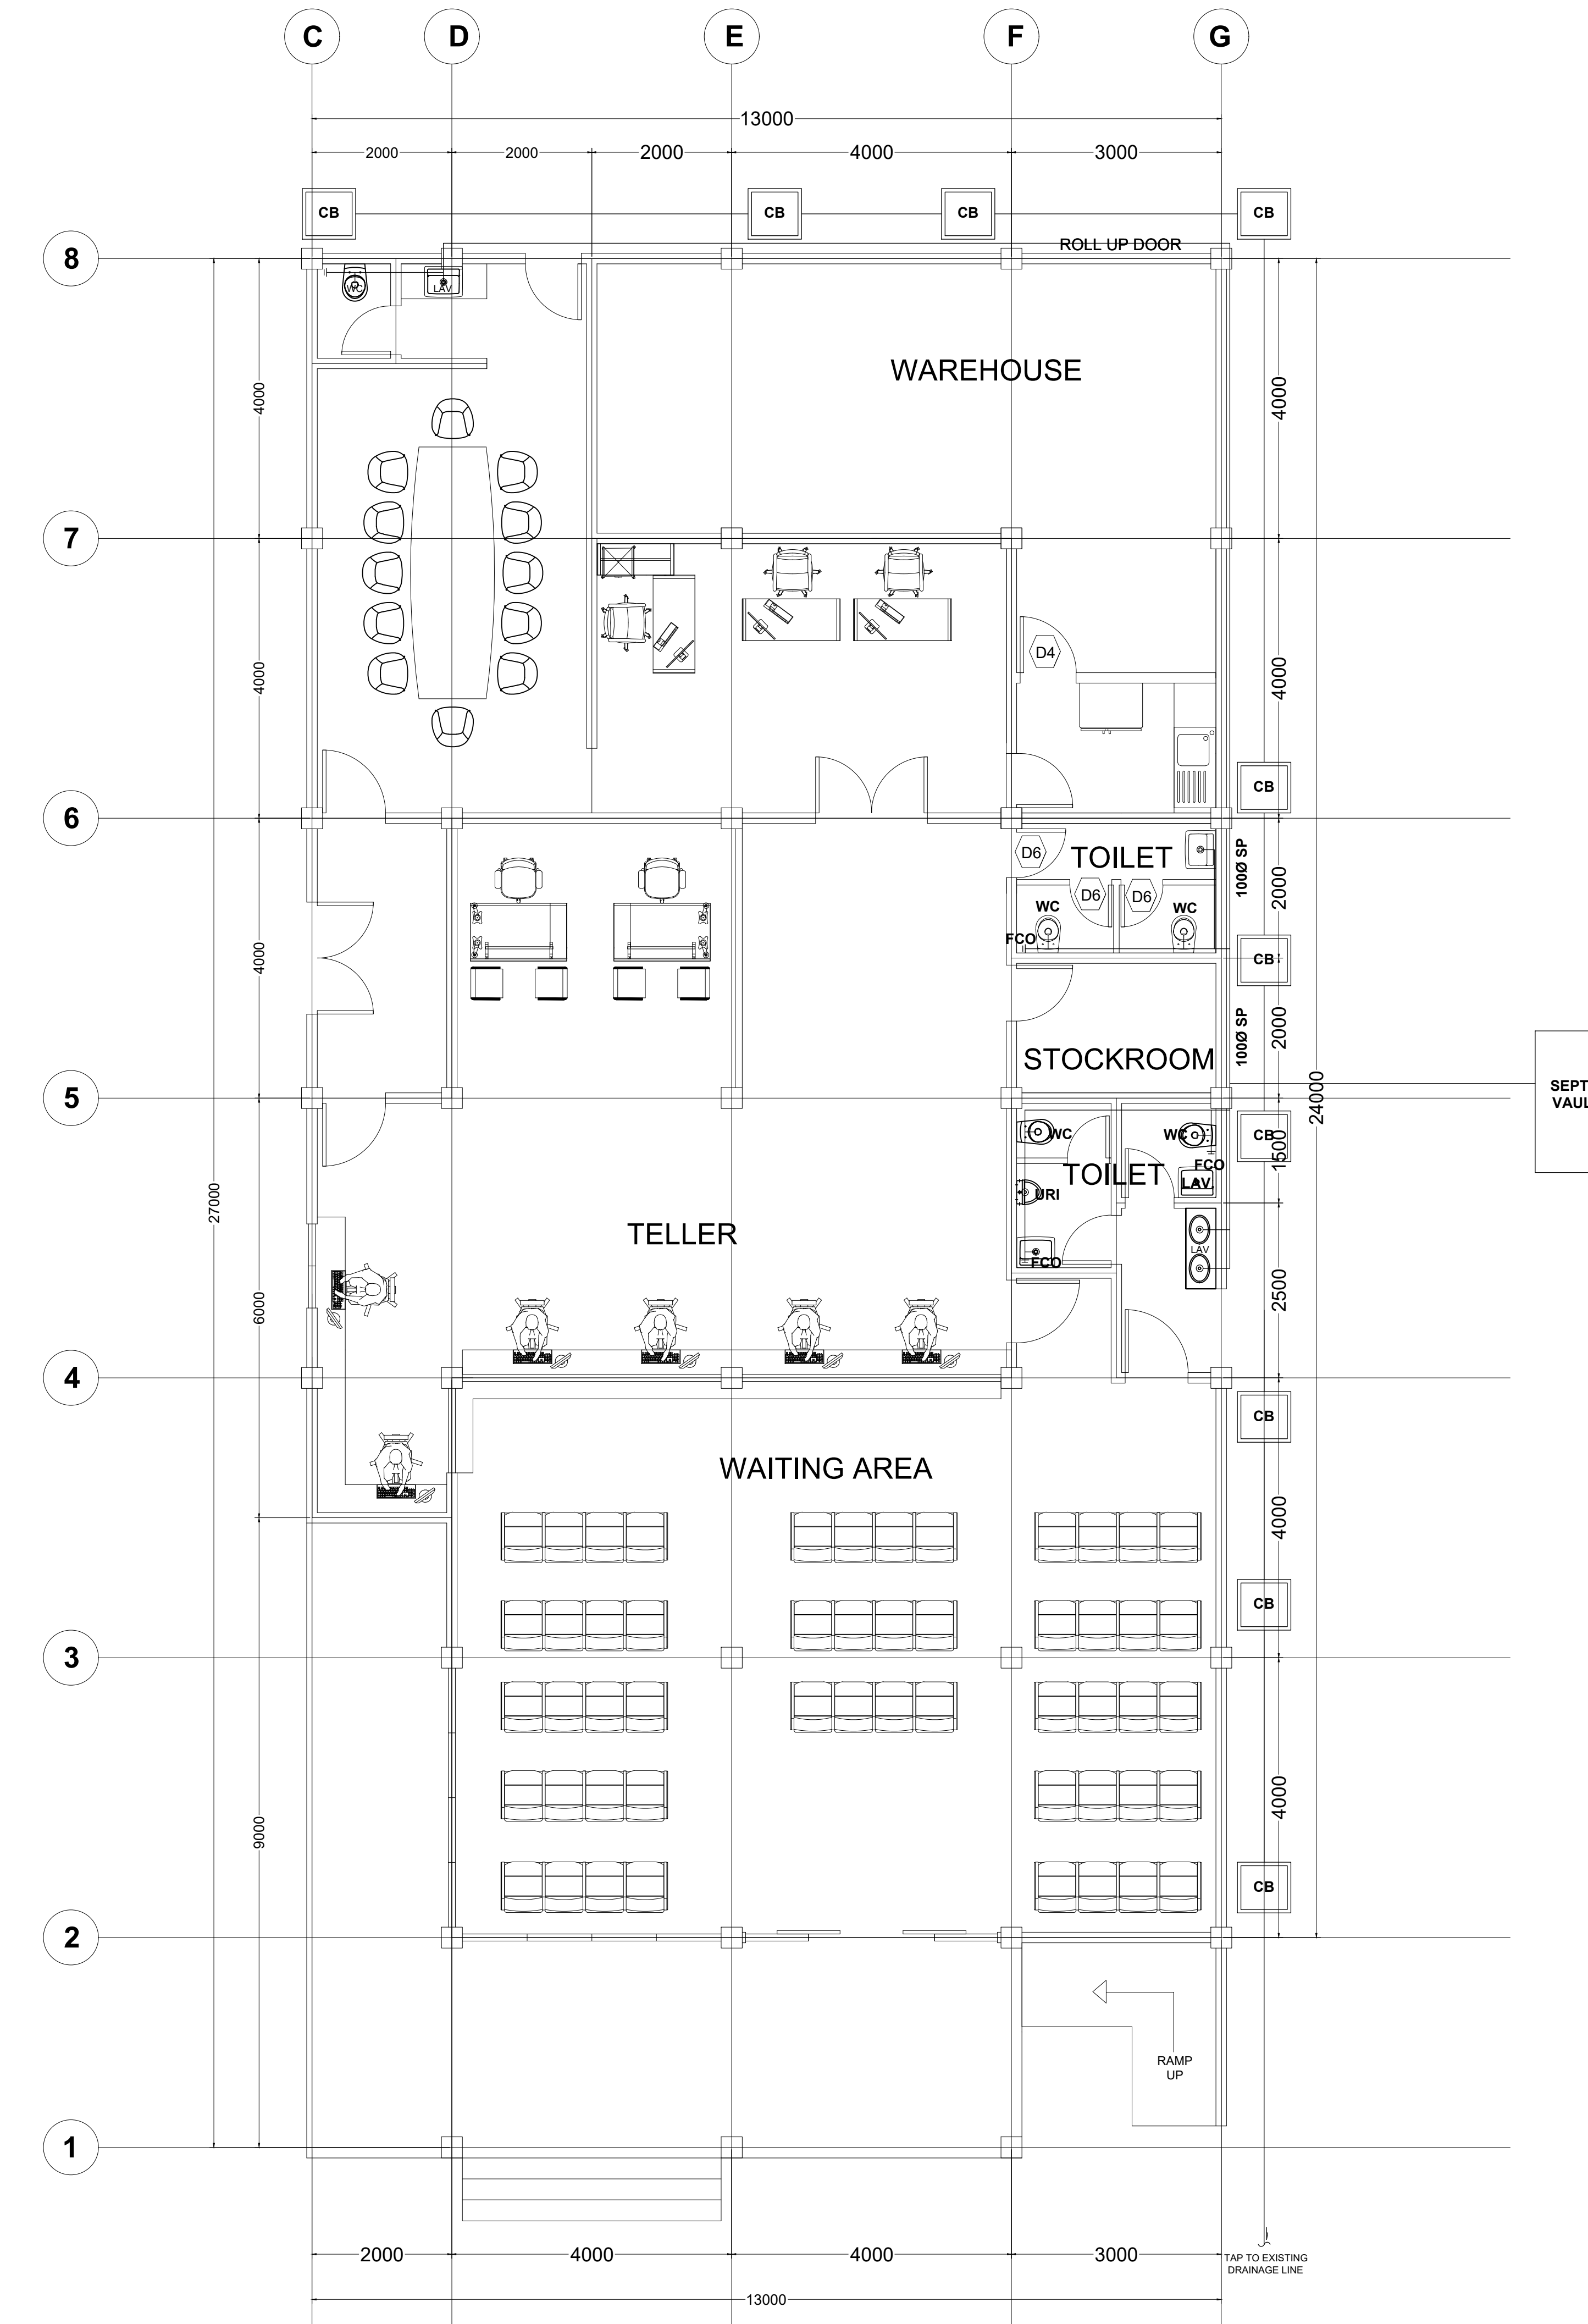 C
D
E
F
G
13000
2000
2000
2000
4000
3000
CB
CB
CB
CB
ROLL UP DOOR
8
WC
LAV
WAREHOUSE
4000
4000
7
D4
4000
4000
CB
6
D6
TOILET
100Ø SP
2000
D6
D6
WC
WC
FCO
4000
CB
100Ø SP
2000
STOCKROOM
5
24000
SEPT
VAUL
WC
WC
CB
1500
FCO
TOILET
LAV.
URI
27000
TELLER
LAV
FCO
2500
6000
4
CB
WAITING AREA
4000
CB
3
4000
9000
CB
2
RAMP
UP
1
2000
4000
4000
3000
TAP TO EXISTING
DRAINAGE LINE
13000